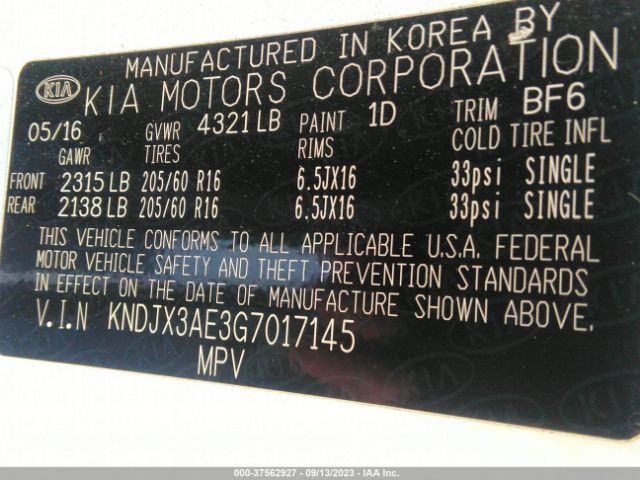 MANUFACTURED IN KOREA BY
KIA KIA MOTORS CORPORATION
05/16 GVWR 4321 LB PAINT 1D TRIM BF6
GAWR TIRES RIMS COLD TIRE INFL
FRONT 2315 LB 205/60 R16 6.5JX16 33psi SINGLE
REAR 2138 LB 205/60 R16 6.5JX16 33psi SINGLE
THIS VEHICLE CONFORMS TO ALL APPLICABLE U.S.A. FEDERAL
MOTOR VEHICLE SAFETY AND THEFT PREVENTION STANDARDS
IN EFFECT ON THE DATE OF MANUFACTURE SHOWN ABOVE.
V.I.N KNDJX3AE3G7017145
MPV
000-37562927 - 09/13/2023 - IAA Inc.